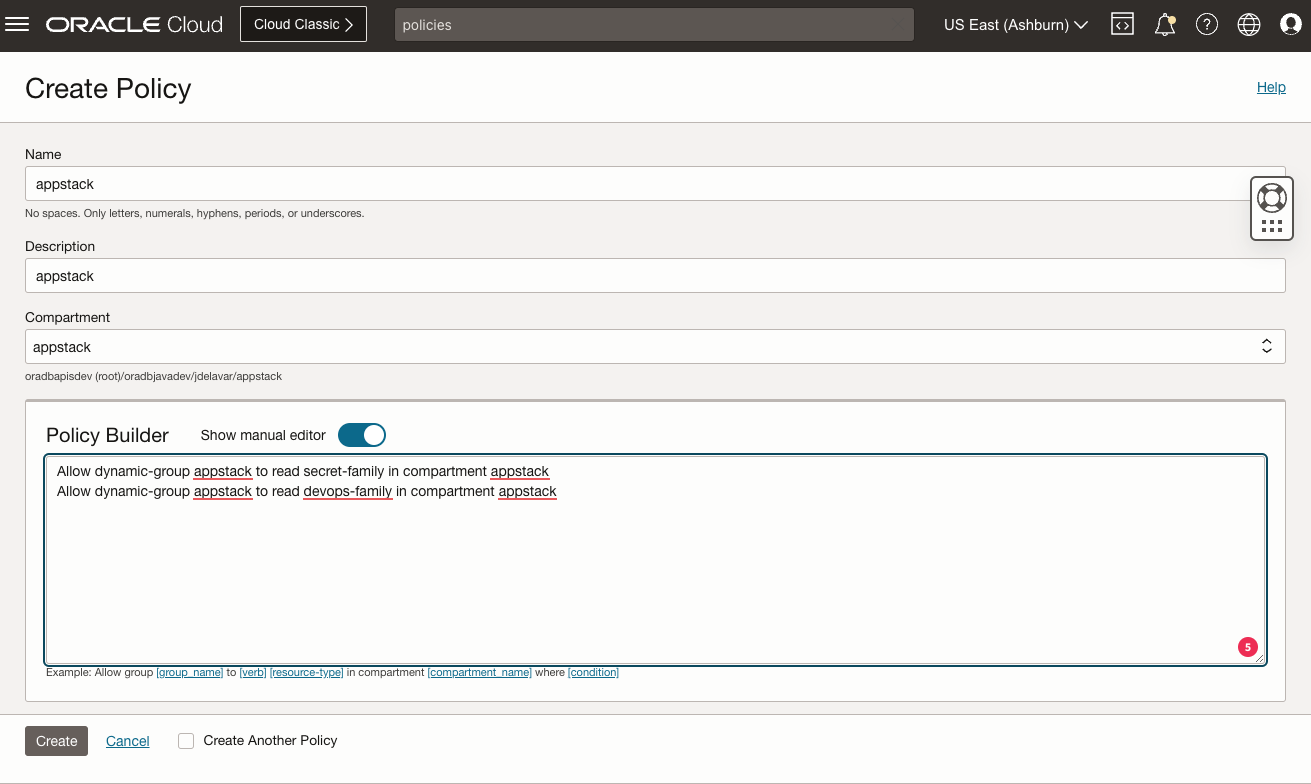 ORACLE Cloud
Cloud Classic
policies
US East (Ashburn)
Create Policy
Help
Name
appstack
No spaces. Only letters, numerals, hyphens, periods, or underscores.
Description
appstack
Compartment
appstack
oradbapisdev (root)/oradbjavadev/jdelavar/appstack
Policy Builder
Show manual editor
Allow dynamic-group appstack to read secret-family in compartment appstack
Allow dynamic-group appstack to read devops-family in compartment appstack
5
Example: Allow group [group_name] to [verb] [resource-type] in compartment [compartment_name] where [condition]
Create
Cancel
Create Another Policy